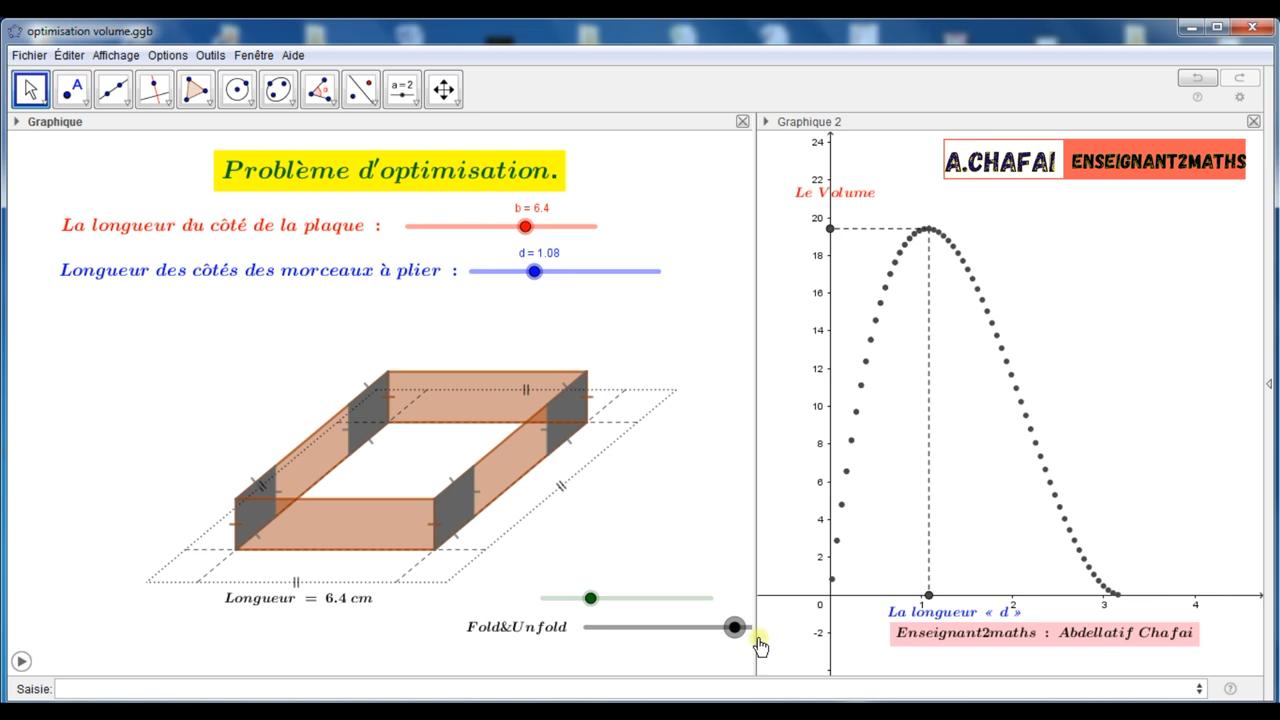 optimisation volume.ggb
Fichier Éditer Affichage Options Outils Fenêtre Aide
A
α
a = 2
Graphique
Graphique 2
Problème d'optimisation.
b = 6.4
La longueur du côté de la plaque :
d = 1.08
Longueur des côtés des morceaux à plier :
Longueur = 6.4 cm
Fold&Unfold
A.CHAFAI ENSEIGNANT2MATHS
Le Volume
24
22
20
18
16
14
12
10
8
6
4
2
0
-2
1
2
3
4
La longueur « d »
Enseignant2maths : Abdellatif Chafai
Saisie: